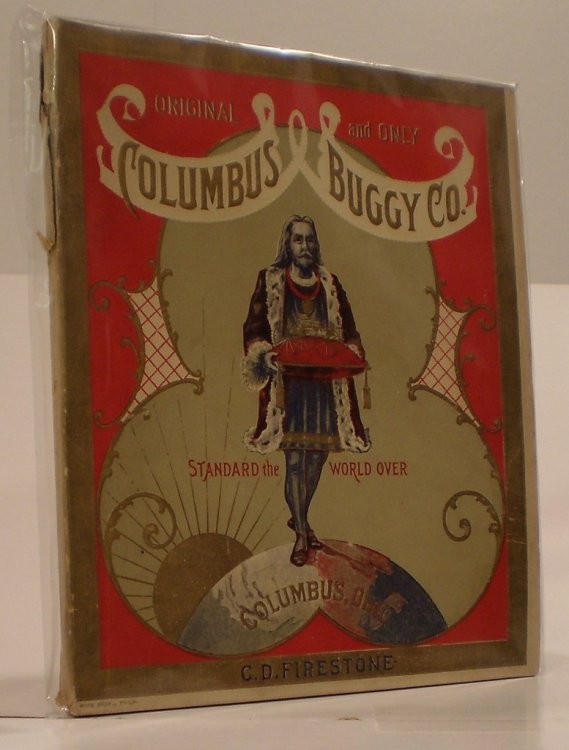 ORIGINAL and ONLY
COLUMBUS BUGGY CO.
STANDARD the WORLD OVER
COLUMBUS, OHIO
C.D. FIRESTONE